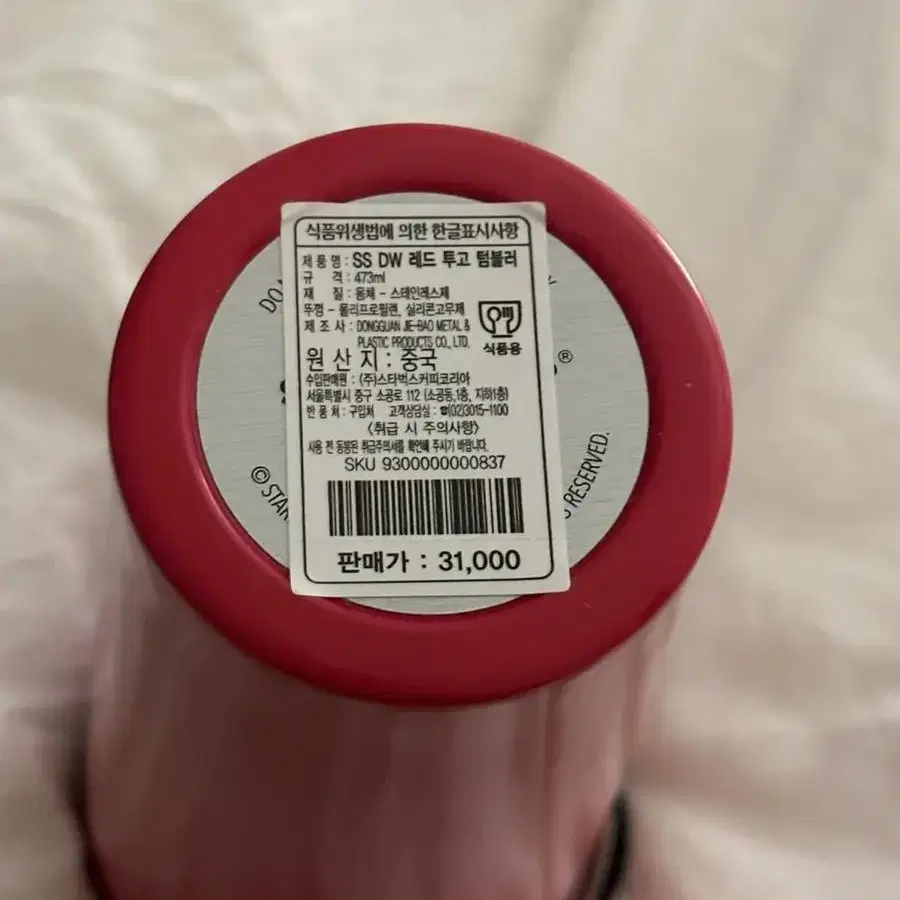 식품위생법에 의한 한글표시사항
제 품 명 : SS DW 레드 투고 텀블러
규 격 : 473ml
재 질 : 몸체 - 스테인레스제
뚜껑 - 폴리프로필렌, 실리콘고무제
제 조 사 : DONGGUAN JIE-BAO METAL &
PLASTIC PRODUCTS CO., LTD.
식품용
원 산 지 : 중국
수입판매원 : (주)스타벅스커피코리아
서울특별시 중구 소공로 112 (소공동,1층, 지하1층)
반 품 처 : 구입처 고객상담실 : ☎(02)3015-1100
<취급 시 주의사항>
사용 전 동봉된 취급주의서를 확인해 주시기 바랍니다.
SKU 9300000000837
판매가 : 31,000
DO
®
© STAR
RESERVED.